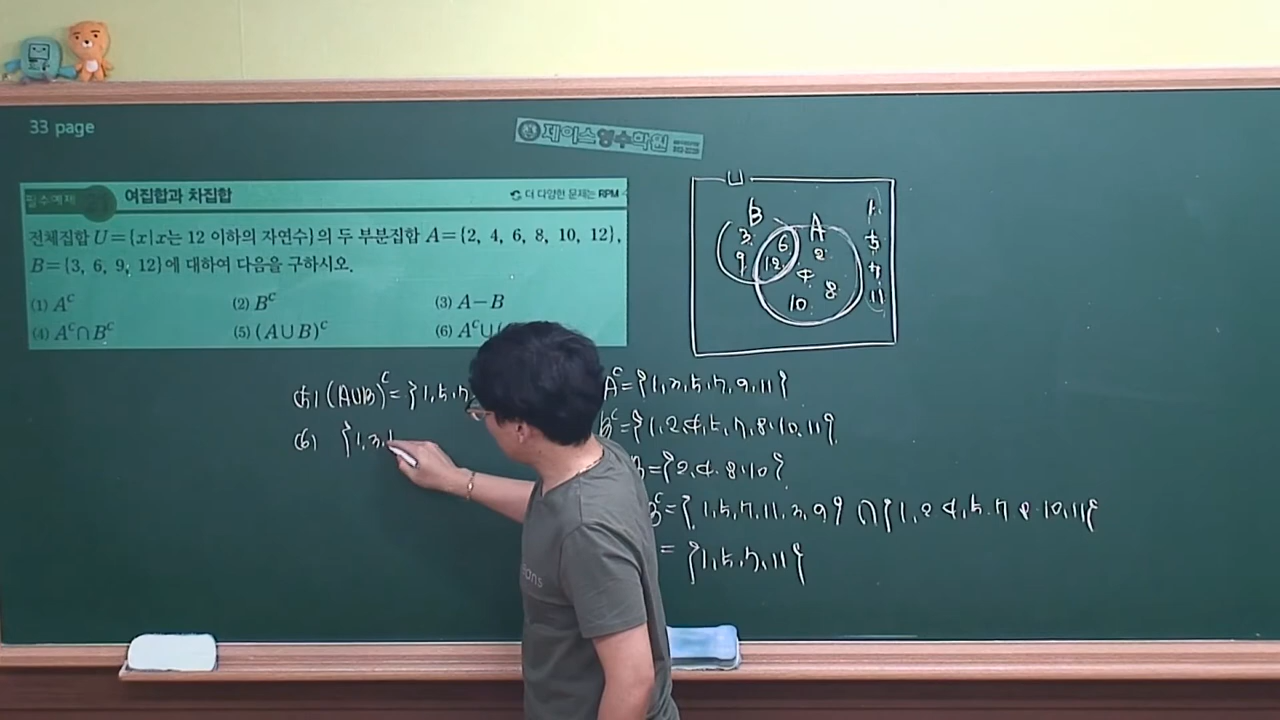 33 page
제이스영수학원
필수예제
여집합과 차집합
더 다양한 문제는 RPM
전체집합 U={x|x는 12 이하의 자연수}의 두 부분집합 A={2, 4, 6, 8, 10, 12},
B={3, 6, 9, 12}에 대하여 다음을 구하시오.
(1) A^C
(2) B^C
(3) A-B
(4) A^C∩B^C
(5) (A∪B)^C
(6) A^C∪(
U
B
A
1.
3
6
5
9
12
2
4
7
10
8
11
(5) (A∪B)^C={1,5,7
(6) {1,3,
A^C={1,3,5,7,9,11}
B^C={1,2,4,5,7,8,10,11}
B={2,4,8,10}
B^C={1,5,7,11,3,9}∩{1,2,4,5,7,8,10,11}
={1,5,7,11}